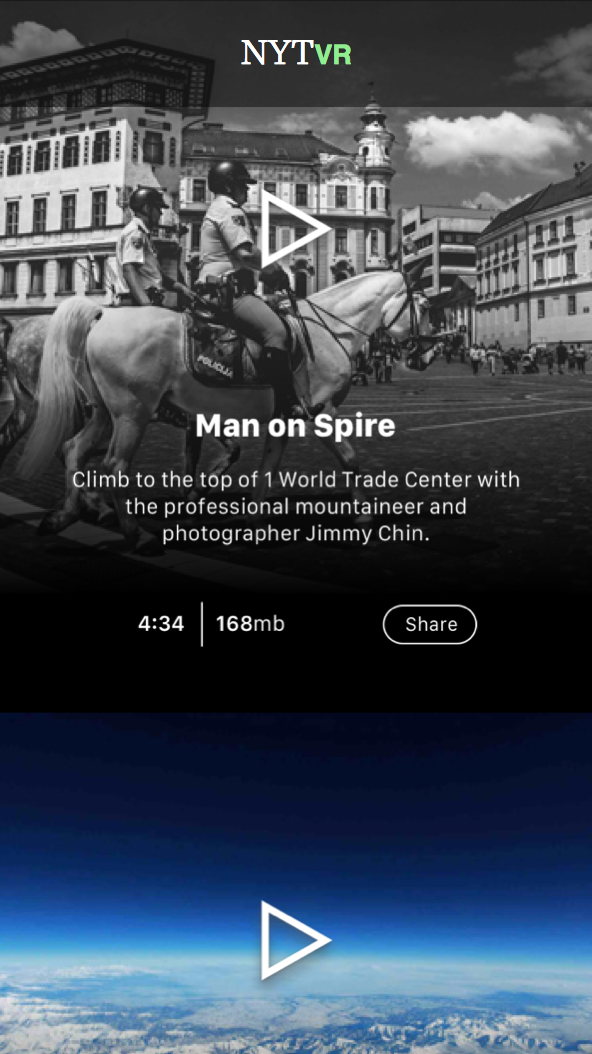 NYTVR
POLICIJA
Man on Spire
Climb to the top of 1 World Trade Center with
the professional mountaineer and
photographer Jimmy Chin.
4:34 168mb Share